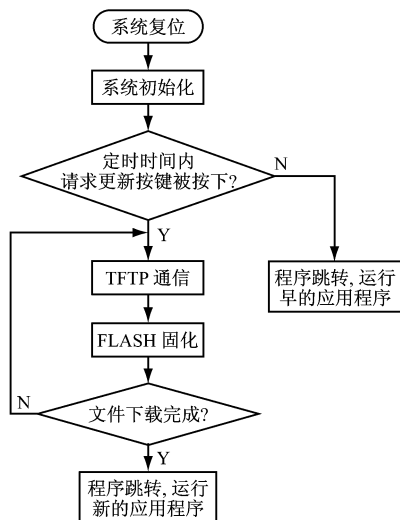 系统复位
系统初始化
定时时间内
请求更新按键被按下?
N
Y
TFTP 通信
程序跳转, 运行
早的应用程序
FLASH 固化
N
文件下载完成?
Y
程序跳转, 运行
新的应用程序